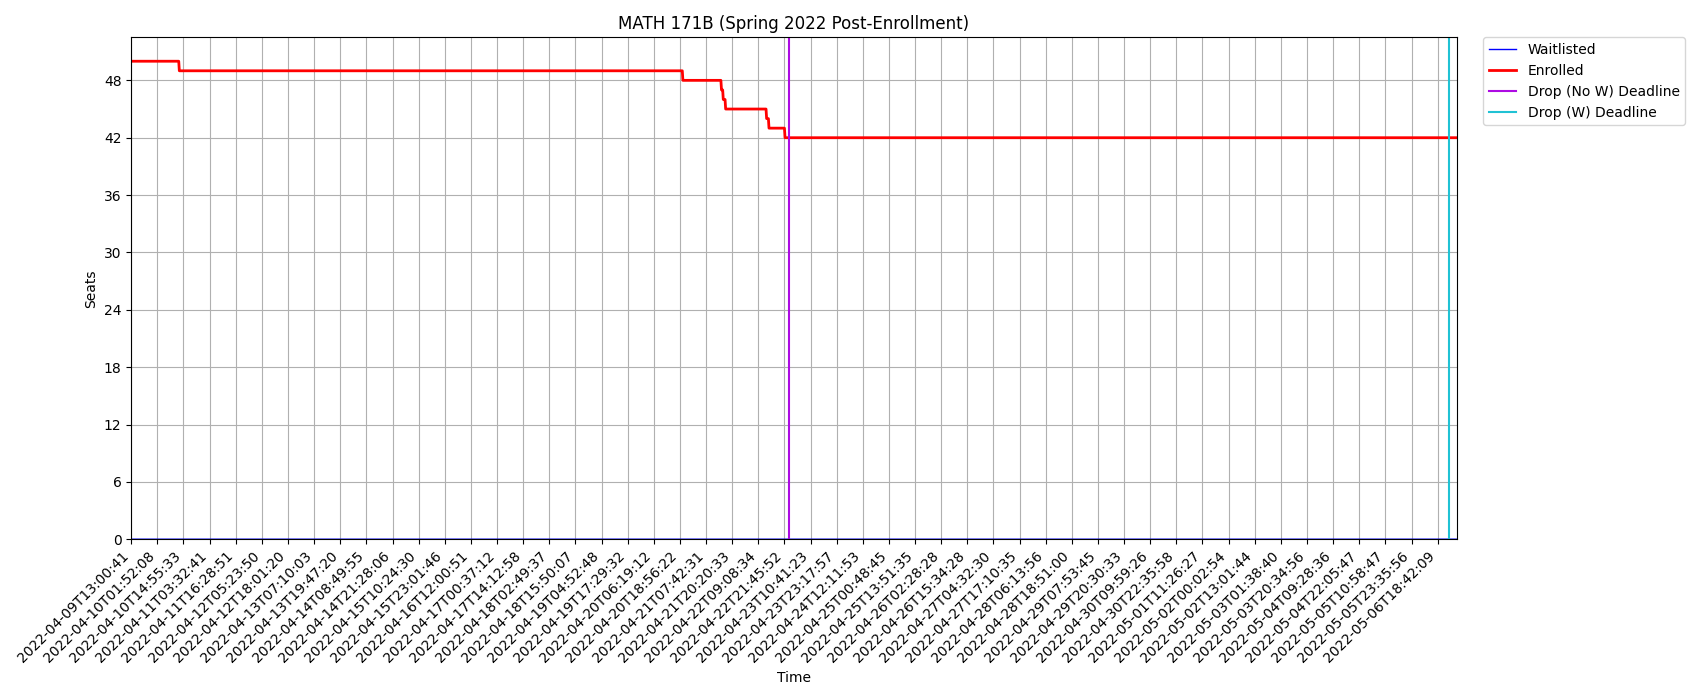 MATH 171B (Spring 2022 Post-Enrollment)
Waitlisted
Enrolled
Drop (No W) Deadline
Drop (W) Deadline
Seats
48
42
36
30
24
18
12
6
0
2022-04-09T13:00:41
2022-04-10T01:52:08
2022-04-10T14:55:33
2022-04-11T03:32:41
2022-04-11T16:28:51
2022-04-12T05:23:50
2022-04-12T18:01:20
2022-04-13T07:10:03
2022-04-13T19:47:20
2022-04-14T08:49:55
2022-04-14T21:28:06
2022-04-15T10:24:30
2022-04-15T23:01:46
2022-04-16T12:00:51
2022-04-17T00:37:12
2022-04-17T14:12:58
2022-04-18T02:49:37
2022-04-18T15:50:07
2022-04-19T04:52:48
2022-04-19T17:29:32
2022-04-20T06:19:12
2022-04-20T18:56:22
2022-04-21T07:42:31
2022-04-21T20:20:33
2022-04-22T09:08:34
2022-04-22T21:45:52
2022-04-23T10:41:23
2022-04-23T23:17:57
2022-04-24T12:11:53
2022-04-25T00:48:45
2022-04-25T13:51:35
2022-04-26T02:28:28
2022-04-26T15:34:28
2022-04-27T04:32:30
2022-04-27T17:10:35
2022-04-28T06:13:56
2022-04-28T18:51:00
2022-04-29T07:53:45
2022-04-29T20:30:33
2022-04-30T09:59:26
2022-04-30T22:35:58
2022-05-01T11:26:27
2022-05-02T00:02:54
2022-05-02T13:01:44
2022-05-03T01:38:40
2022-05-03T20:34:56
2022-05-04T09:28:36
2022-05-04T22:05:47
2022-05-05T10:58:47
2022-05-05T23:35:56
2022-05-06T18:42:09
Time